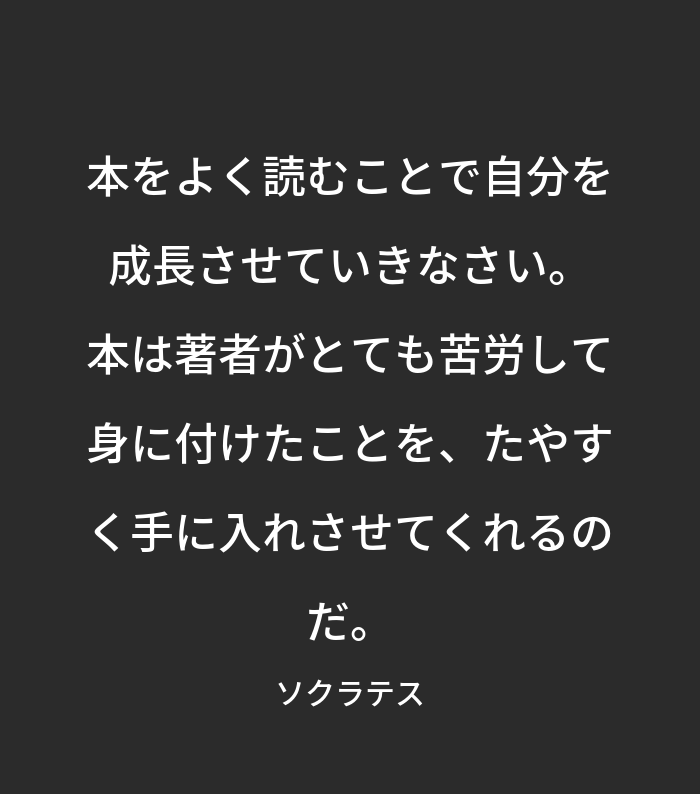 本をよく読むことで自分を
成長させていきなさい。
本は著者がとても苦労して
身に付けたことを、たやす
く手に入れさせてくれるの
だ。
ソクラテス